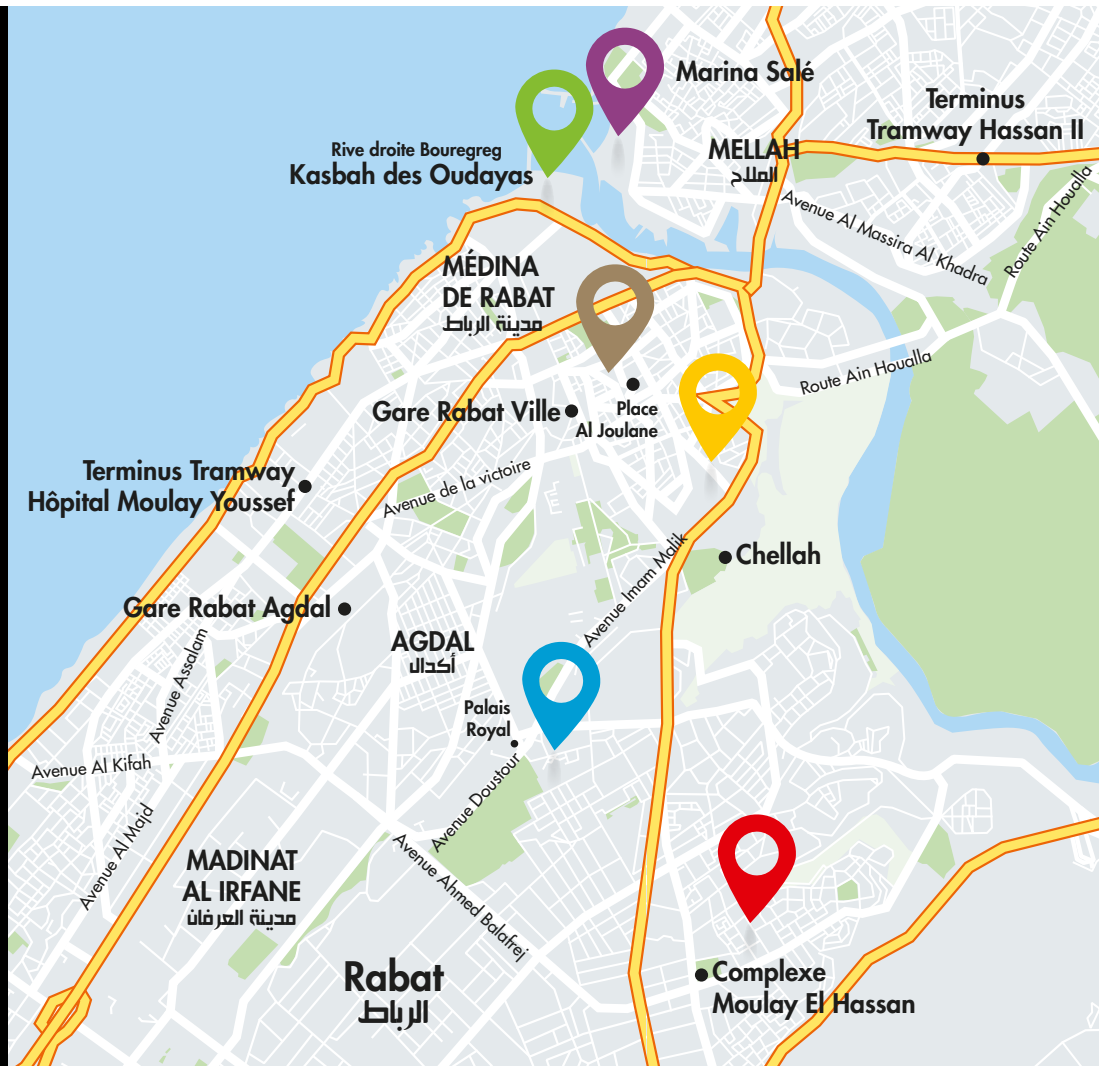 Marina Salé
Terminus
Tramway Hassan II
Rive droite Bouregreg
Kasbah des Oudayas
MELLAH
الملاح
Avenue Al Massira Al Khadra
Route Ain Houalla
MÉDINA
DE RABAT
مدينة الرباط
Route Ain Houalla
Gare Rabat Ville
Place
Al Joulane
Terminus Tramway
Hôpital Moulay Youssef
Avenue de la victoire
Chellah
Avenue Imam Malik
Gare Rabat Agdal
AGDAL
أكدال
Avenue Assalam
Palais
Royal
Avenue Al Kifah
Avenue Doustour
Avenue Al Majd
MADINAT
AL IRFANE
مدينة العرفان
Avenue Ahmed Balafrej
Rabat
الرباط
Complexe
Moulay El Hassan